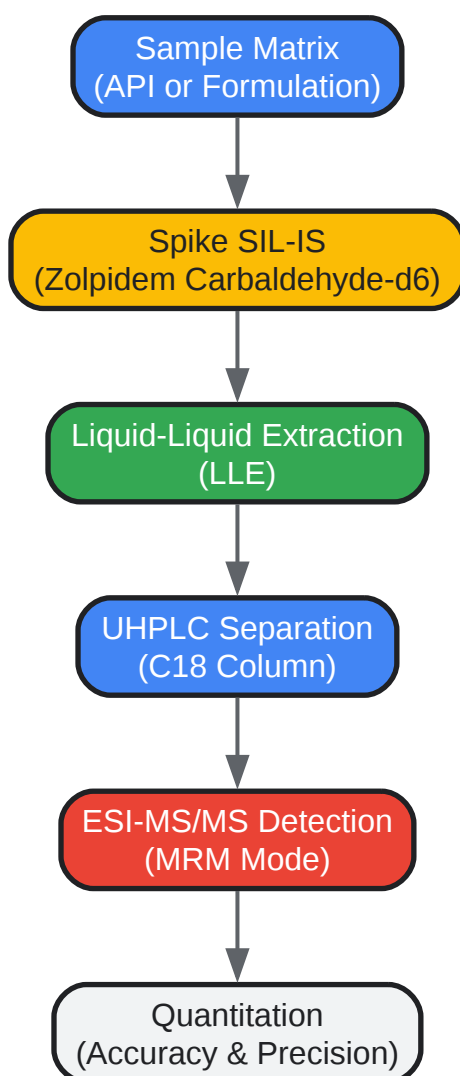 Sample Matrix
(API or Formulation)
Spike SIL-IS
(Zolpidem Carbaldehyde-d6)
Liquid-Liquid Extraction
(LLE)
UHPLC Separation
(C18 Column)
ESI-MS/MS Detection
(MRM Mode)
Quantitation
(Accuracy & Precision)